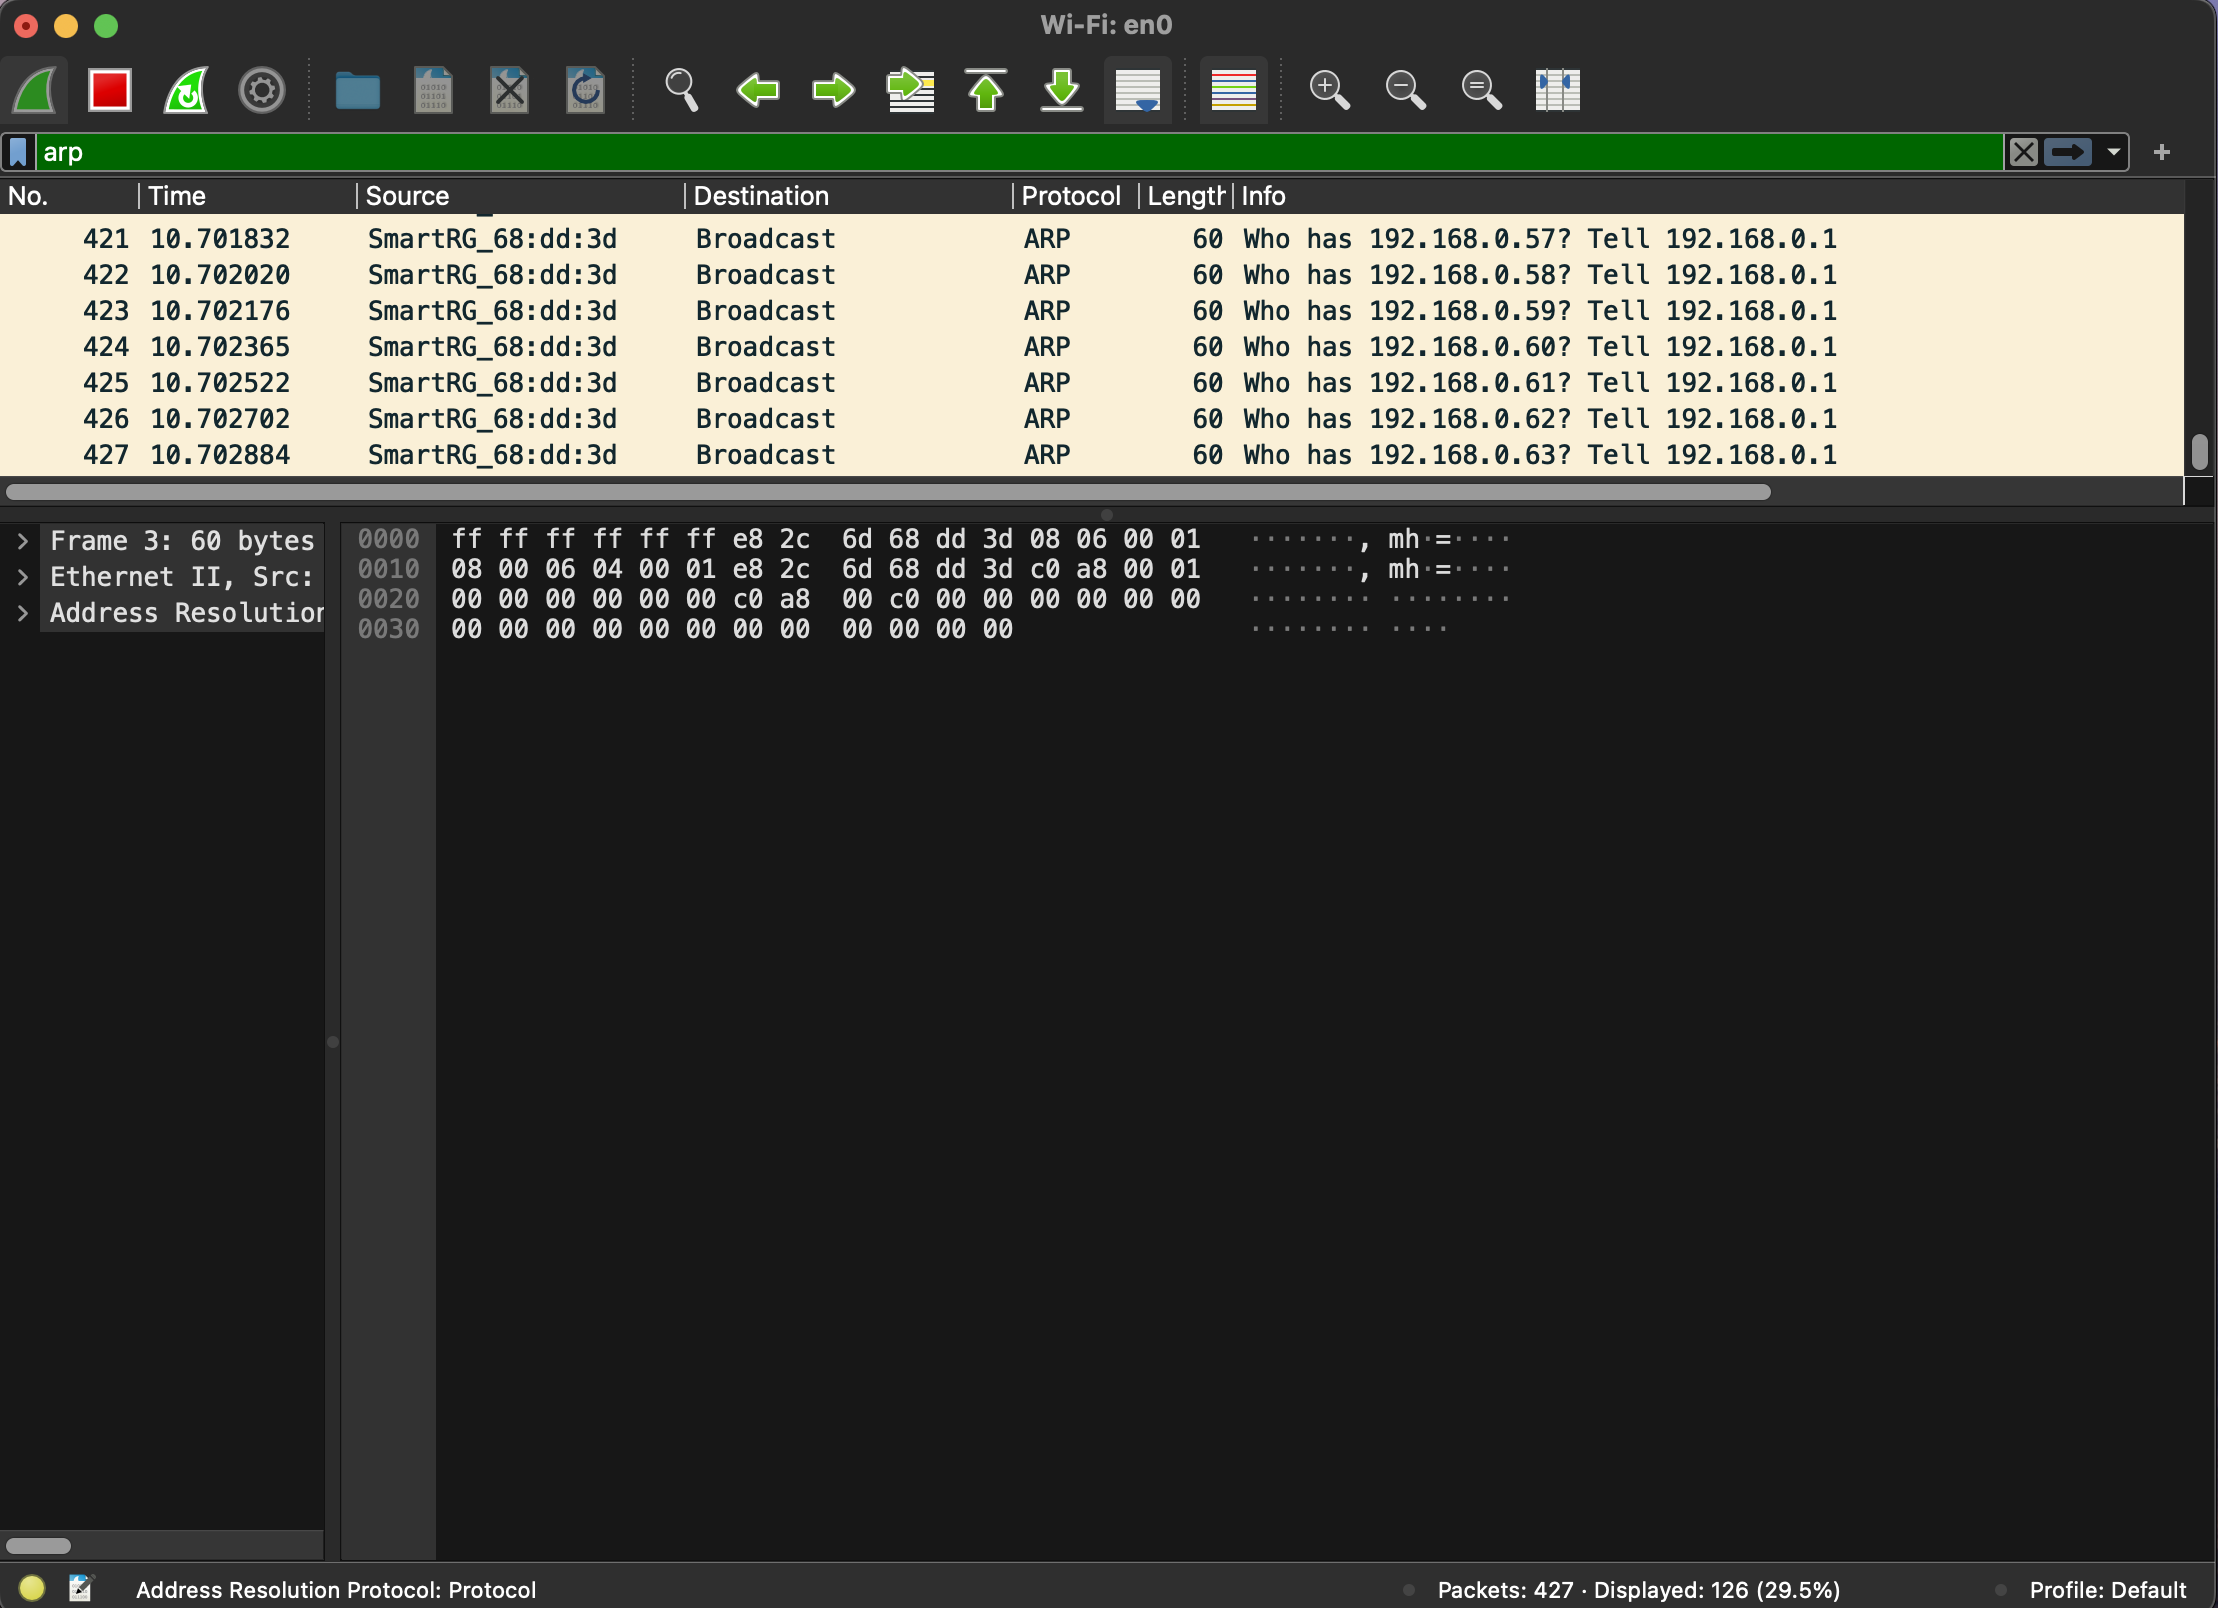 Wi-Fi: en0
arp
No. Time Source Destination Protocol Length Info
421 10.701832 SmartRG_68:dd:3d Broadcast ARP 60 Who has 192.168.0.57? Tell 192.168.0.1
422 10.702020 SmartRG_68:dd:3d Broadcast ARP 60 Who has 192.168.0.58? Tell 192.168.0.1
423 10.702176 SmartRG_68:dd:3d Broadcast ARP 60 Who has 192.168.0.59? Tell 192.168.0.1
424 10.702365 SmartRG_68:dd:3d Broadcast ARP 60 Who has 192.168.0.60? Tell 192.168.0.1
425 10.702522 SmartRG_68:dd:3d Broadcast ARP 60 Who has 192.168.0.61? Tell 192.168.0.1
426 10.702702 SmartRG_68:dd:3d Broadcast ARP 60 Who has 192.168.0.62? Tell 192.168.0.1
427 10.702884 SmartRG_68:dd:3d Broadcast ARP 60 Who has 192.168.0.63? Tell 192.168.0.1
Frame 3: 60 bytes
Ethernet II, Src:
Address Resolution
0000 ff ff ff ff ff ff e8 2c 6d 68 dd 3d 08 06 00 01 ·······, mh·=····
0010 08 00 06 04 00 01 e8 2c 6d 68 dd 3d c0 a8 00 01 ·······, mh·=····
0020 00 00 00 00 00 00 c0 a8 00 c0 00 00 00 00 00 00 ········ ········
0030 00 00 00 00 00 00 00 00 00 00 00 00 ········ ····
Address Resolution Protocol: Protocol
Packets: 427 · Displayed: 126 (29.5%)
Profile: Default